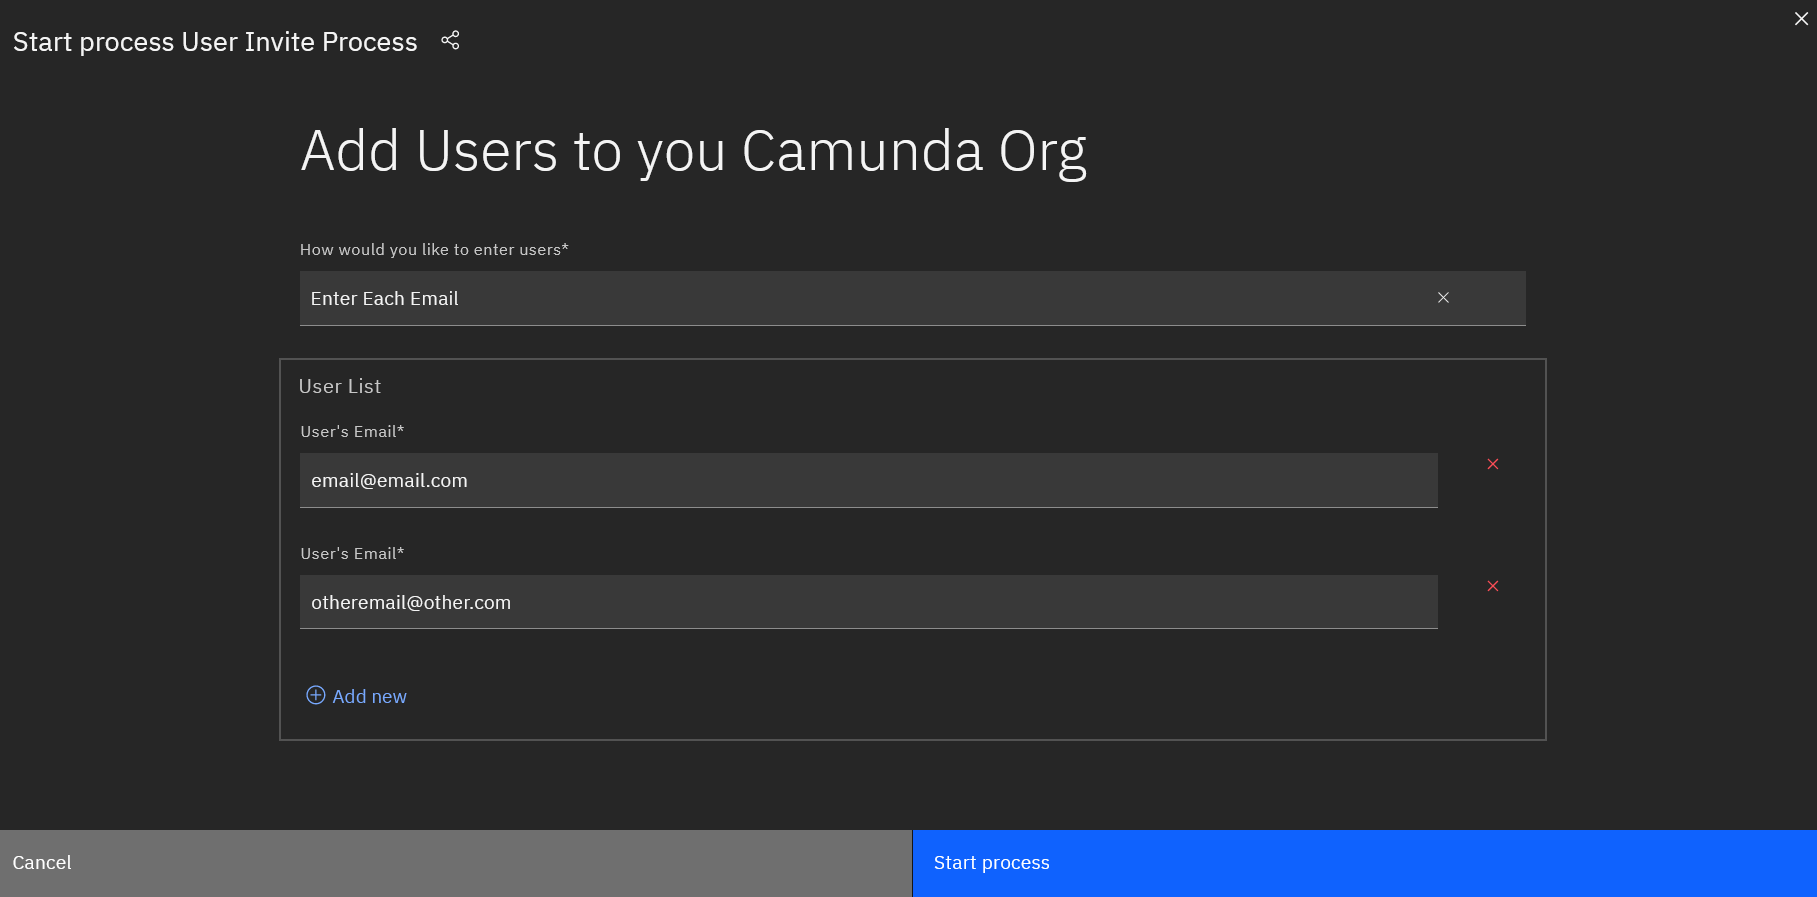 Start process User Invite Process
Add Users to you Camunda Org
How would you like to enter users*
Enter Each Email
User List
User's Email*
email@email.com
User's Email*
otheremail@other.com
Add new
Cancel
Start process